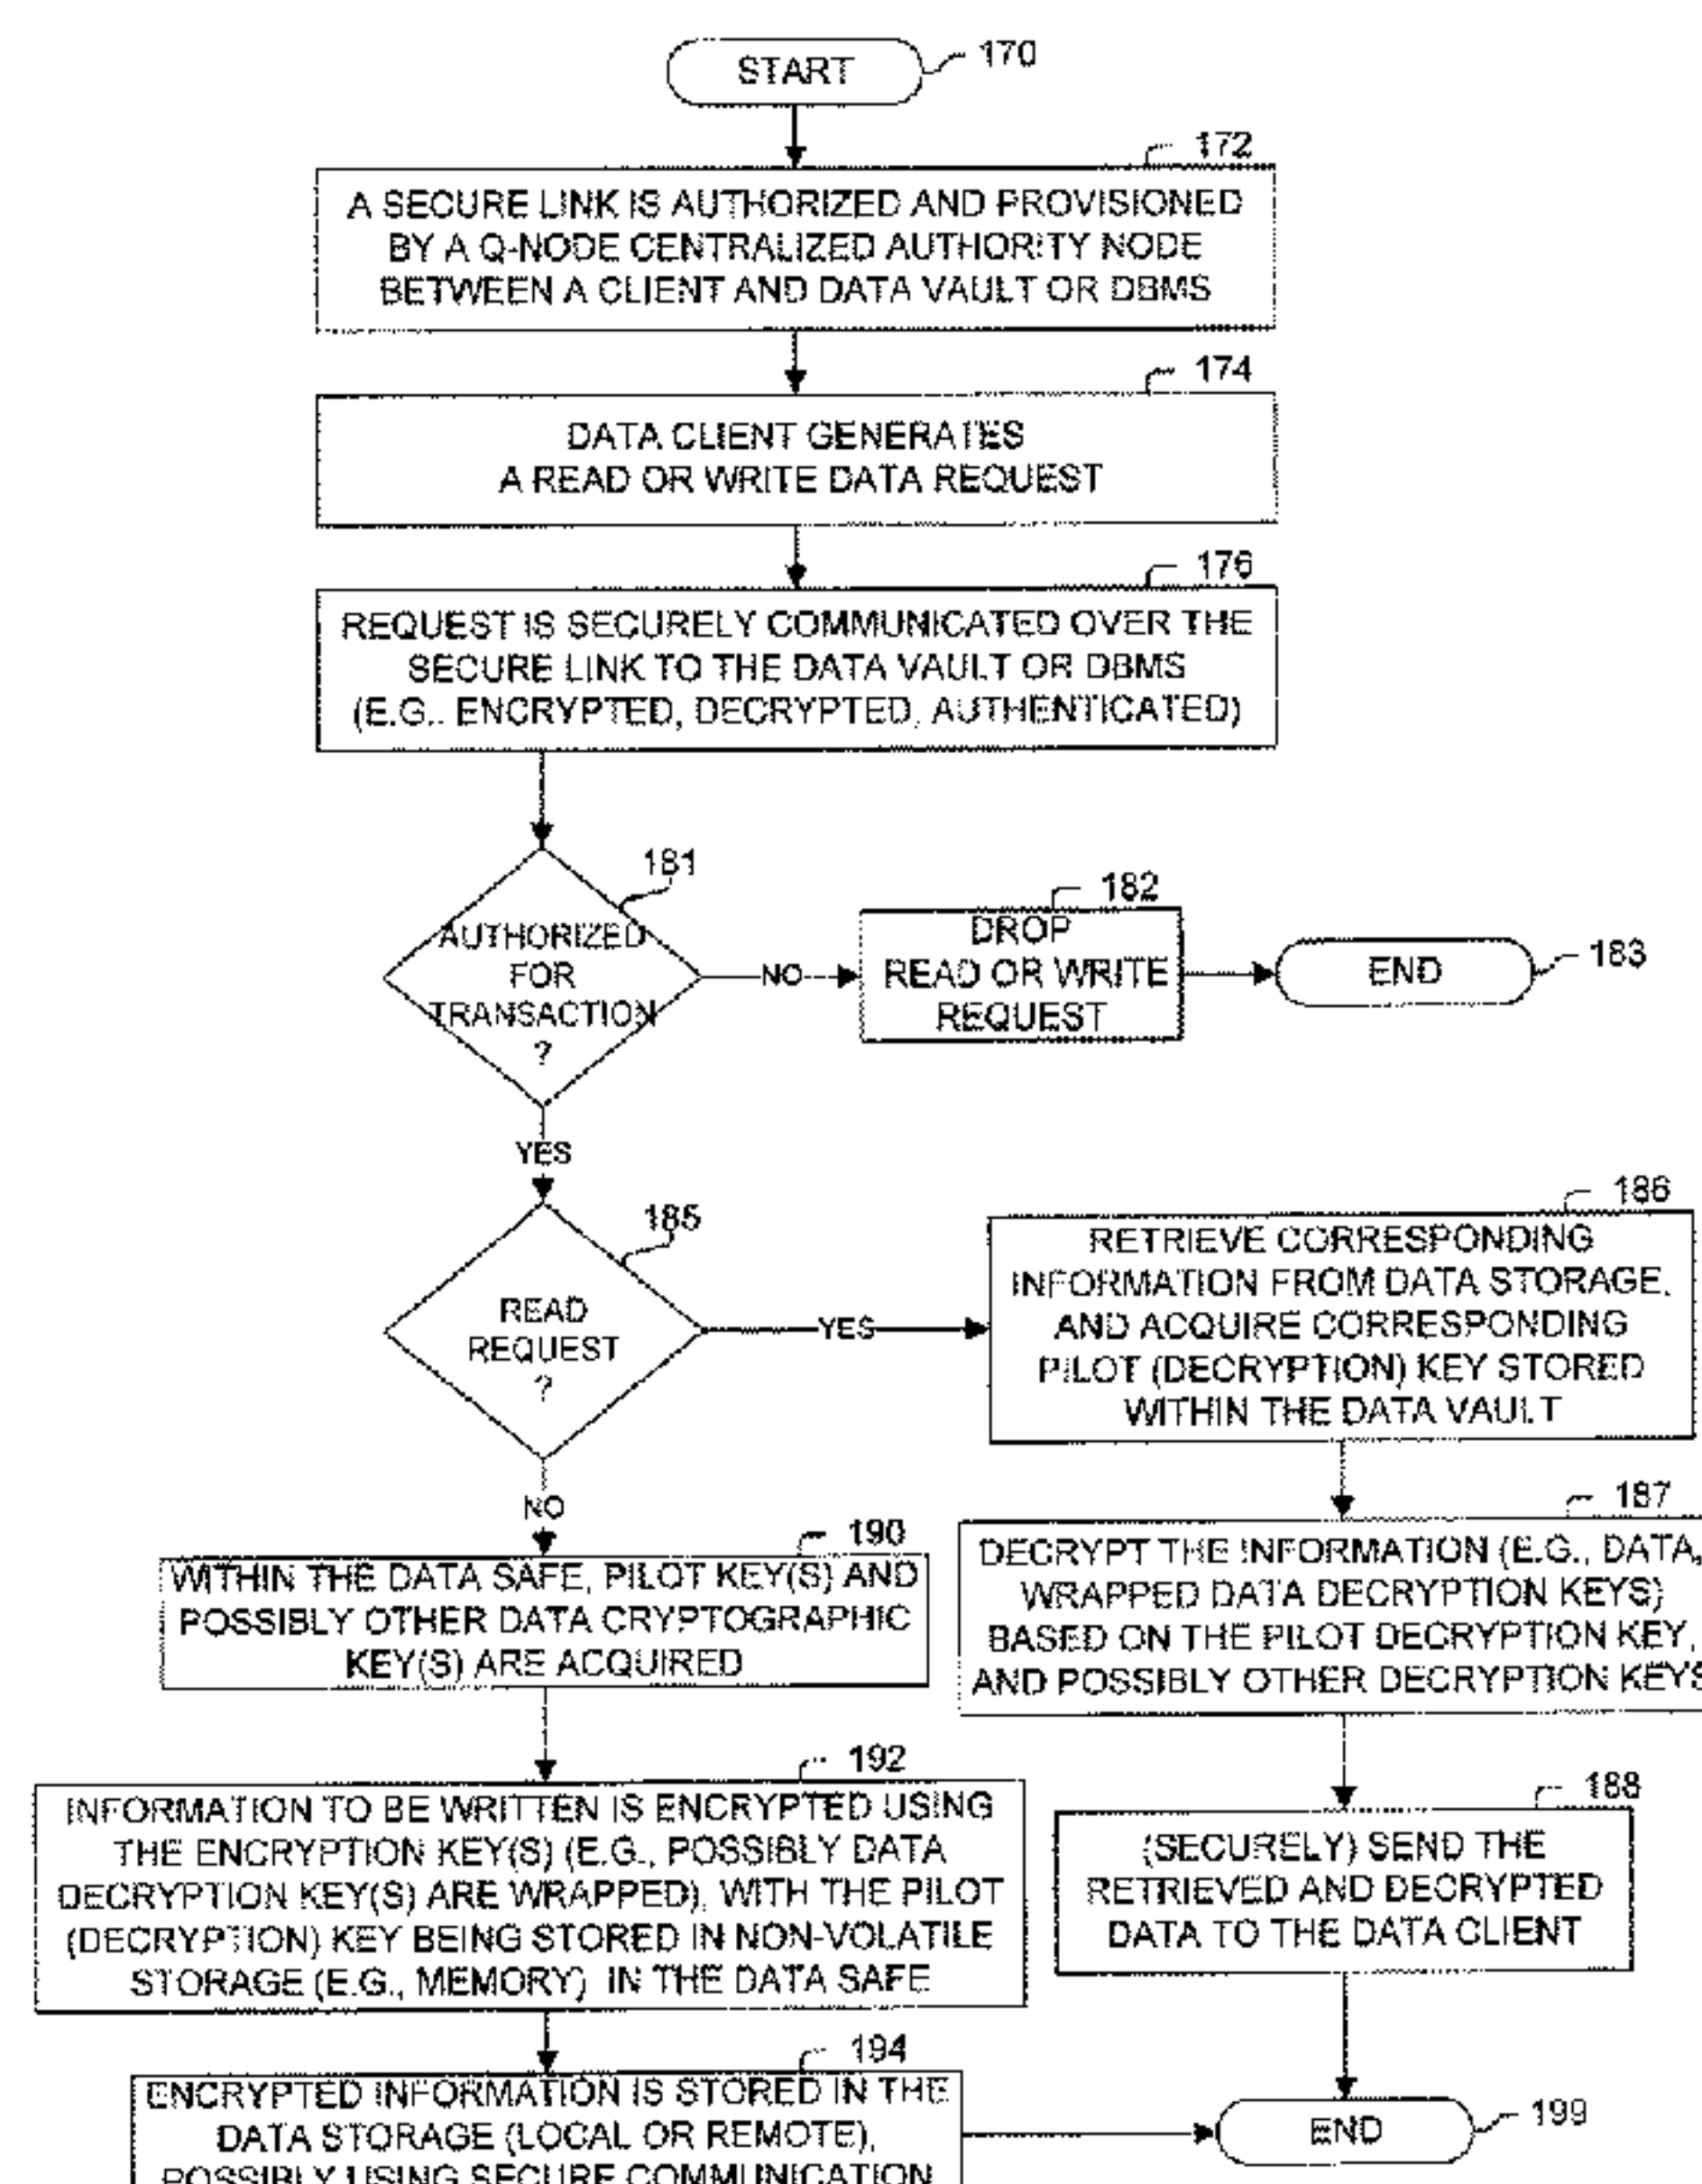 START
170
172
A SECURE LINK IS AUTHORIZED AND PROVISIONED
BY A Q-NODE CENTRALIZED AUTHORITY NODE
BETWEEN A CLIENT AND DATA VAULT OR DBMS
174
DATA CLIENT GENERATES
A READ OR WRITE DATA REQUEST
176
REQUEST IS SECURELY COMMUNICATED OVER THE
SECURE LINK TO THE DATA VAULT OR DBMS
(E.G., ENCRYPTED, DECRYPTED, AUTHENTICATED)
181
AUTHORIZED
FOR
TRANSACTION
?
NO
182
DROP
READ OR WRITE
REQUEST
END
183
YES
185
READ
REQUEST
?
YES
186
RETRIEVE CORRESPONDING
INFORMATION FROM DATA STORAGE,
AND ACQUIRE CORRESPONDING
PILOT (DECRYPTION) KEY STORED
WITHIN THE DATA VAULT
NO
187
DECRYPT THE INFORMATION (E.G., DATA,
WRAPPED DATA DECRYPTION KEYS)
BASED ON THE PILOT DECRYPTION KEY,
AND POSSIBLY OTHER DECRYPTION KEYS
190
WITHIN THE DATA SAFE, PILOT KEY(S) AND
POSSIBLY OTHER DATA CRYPTOGRAPHIC
KEY(S) ARE ACQUIRED
192
INFORMATION TO BE WRITTEN IS ENCRYPTED USING
THE ENCRYPTION KEY(S) (E.G., POSSIBLY DATA
DECRYPTION KEY(S) ARE WRAPPED), WITH THE PILOT
(DECRYPTION) KEY BEING STORED IN NON-VOLATILE
STORAGE (E.G., MEMORY) IN THE DATA SAFE
188
(SECURELY) SEND THE
RETRIEVED AND DECRYPTED
DATA TO THE DATA CLIENT
194
ENCRYPTED INFORMATION IS STORED IN THE
DATA STORAGE (LOCAL OR REMOTE),
POSSIBLY USING SECURE COMMUNICATION
END
199